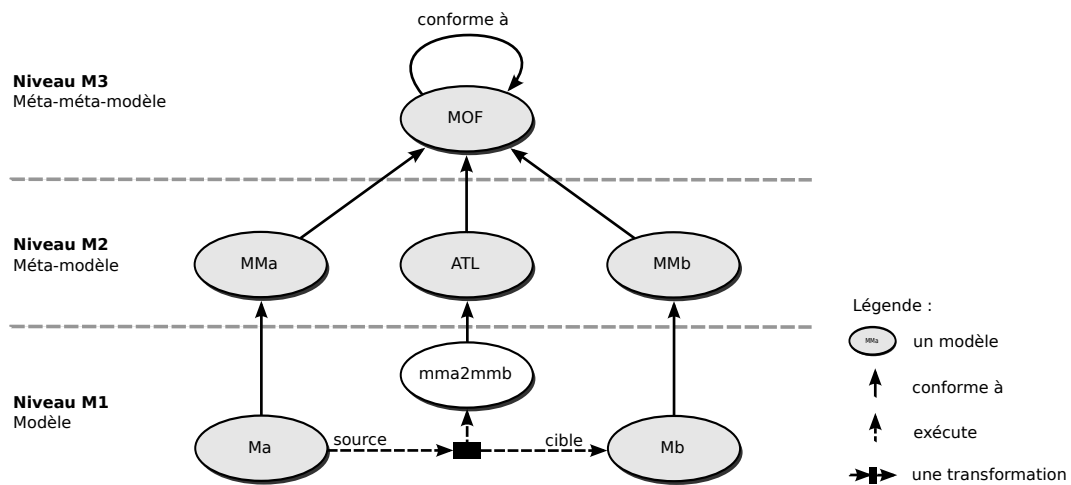 conforme à
Niveau M3
Méta-méta-modèle
MOF
Niveau M2
Méta-modèle
MMa
ATL
MMb
Légende :
MMa
un modèle
mma2mmb
conforme à
Niveau M1
Modèle
exécute
Ma
source
cible
Mb
une transformation